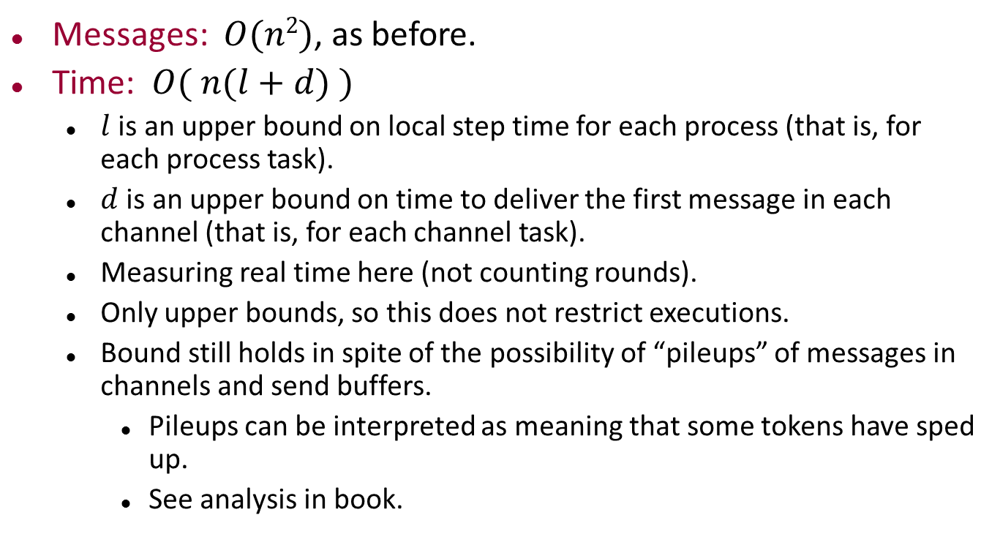 • Messages: O(n²), as before.
• Time: O( n(l + d) )
• l is an upper bound on local step time for each process (that is, for
each process task).
• d is an upper bound on time to deliver the first message in each
channel (that is, for each channel task).
• Measuring real time here (not counting rounds).
• Only upper bounds, so this does not restrict executions.
• Bound still holds in spite of the possibility of “pileups” of messages in
channels and send buffers.
• Pileups can be interpreted as meaning that some tokens have sped
up.
• See analysis in book.